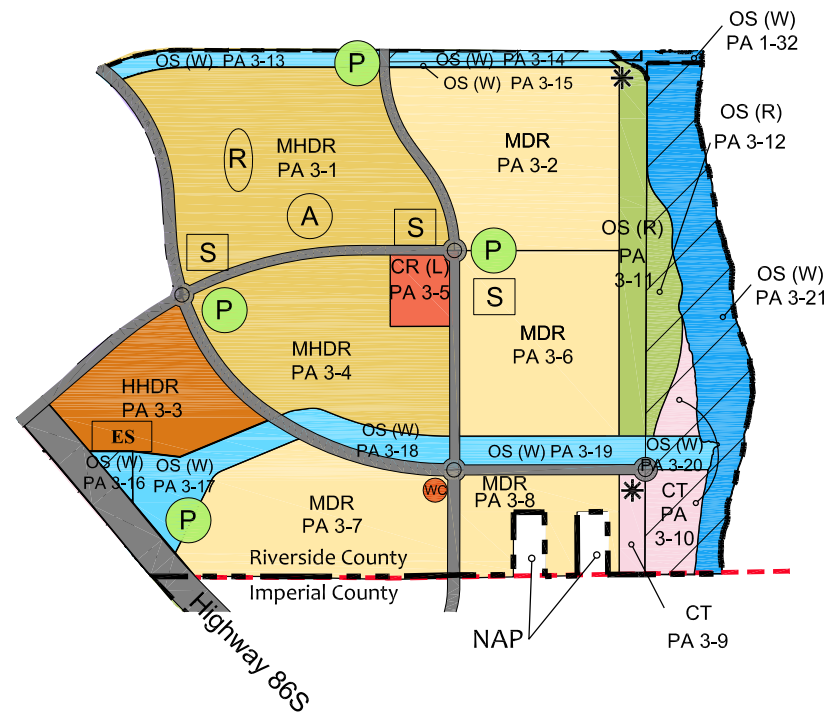 OS (W)
PA 1-32
OS (W) PA 3-13
P
OS (W) PA 3-14
OS (W) PA 3-15
OS (R)
PA 3-12
R
MHDR
PA 3-1
MDR
PA 3-2
A
S
S
P
OS (R)
PA
3-11
CR (L)
PA 3-5
S
OS (W)
PA 3-21
P
MHDR
PA 3-4
MDR
PA 3-6
HHDR
PA 3-3
ES
OS (W)
PA 3-16
OS (W)
PA 3-17
OS (W)
PA 3-18
OS (W) PA 3-19
OS (W)
PA 3-20
WC
MDR
PA 3-8
CT
PA
3-10
P
MDR
PA 3-7
Riverside County
Imperial County
Highway 86S
NAP
CT
PA 3-9